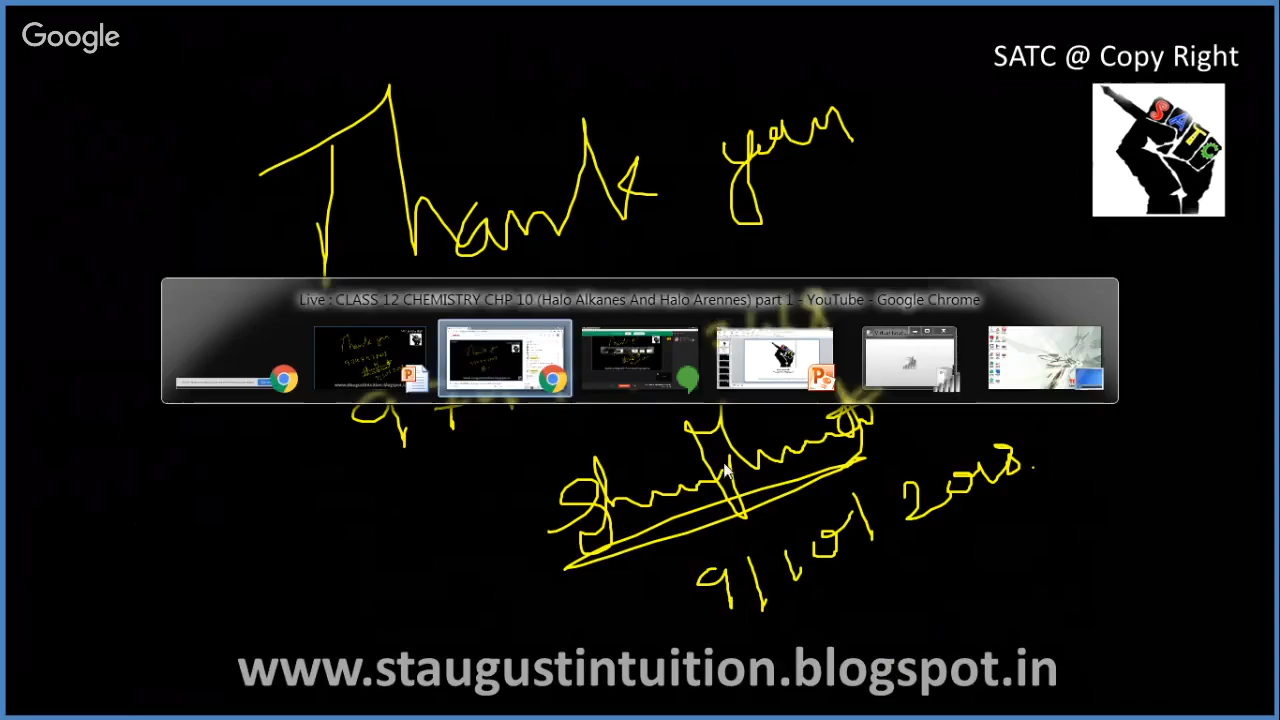 Google
SATC @ Copy Right
SATC
Thank you
Live : CLASS 12 CHEMISTRY CHP 10 (Halo Alkanes And Halo Arennes) part 1 - YouTube - Google Chrome
9/10/2018.
www.staugustintuition.blogspot.in